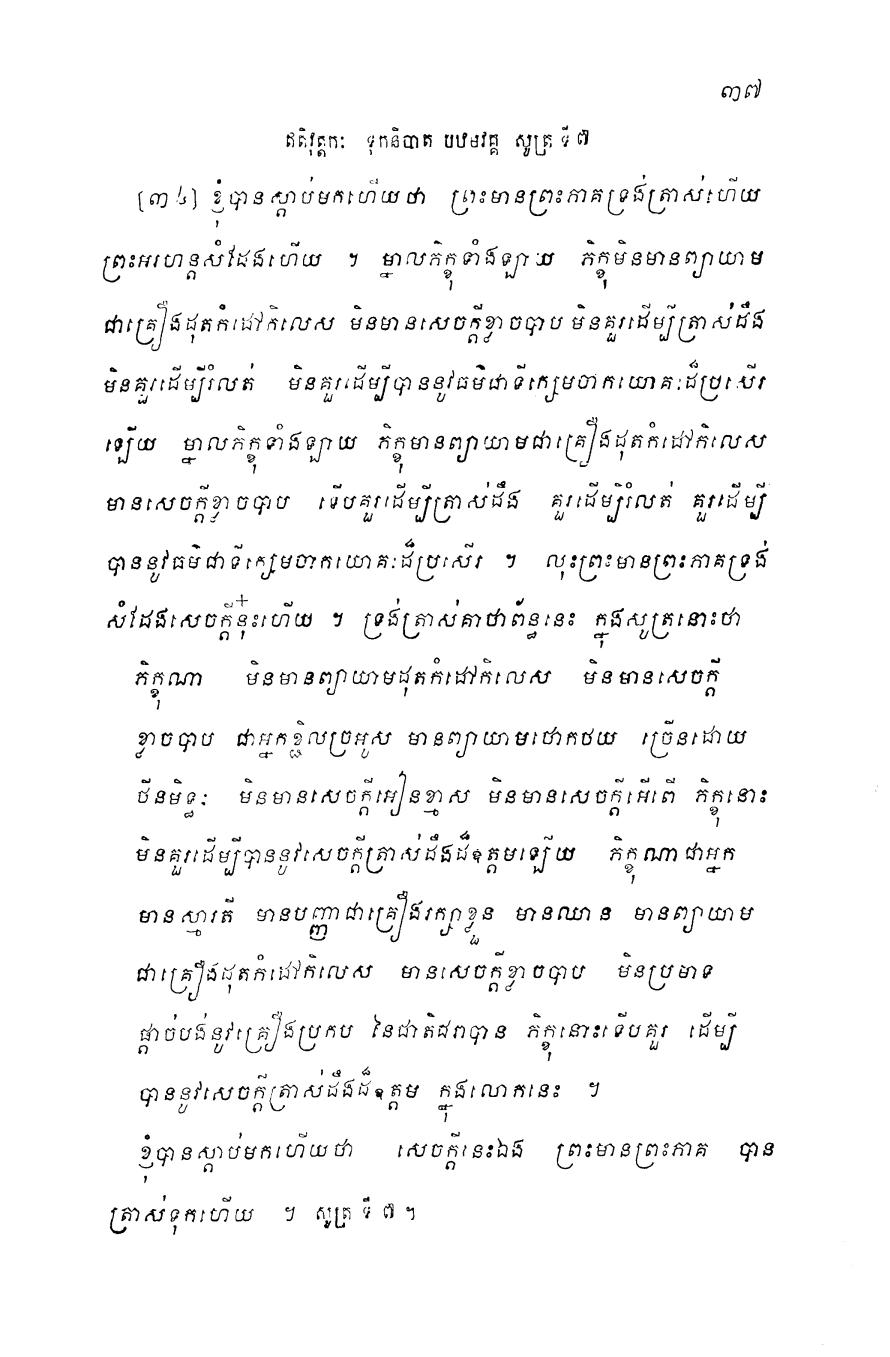 ៣៧
ឥតិវុត្តកៈ ទុកនិបាត បឋមវគ្គ សូត្រ ទី ៧
ខ្ញុំបានស្តាប់មកហើយថា ព្រះមានព្រះភាគទ្រង់ត្រាស់ហើយ
ព្រះអរហន្តសំដែងហើយ ។ ម្នាលភិក្ខុទាំងឡាយ ភិក្ខុមិនមានព្យាយាម
ជាគ្រឿងដុតកំដៅកិលេស មិនមានសេចក្តីខ្លាចបាប មិនគួរដើម្បីត្រាស់ដឹង
មិនគួរដើម្បីរំលត់ មិនគួរដើម្បីបាននូវធម៌ជាទីក្សេមចាកយោគៈដ៏ប្រសើរ
ឡើយ ម្នាលភិក្ខុទាំងឡាយ ភិក្ខុមានព្យាយាមជាគ្រឿងដុតកំដៅកិលេស
មានសេចក្តីខ្លាចបាប ទើបគួរដើម្បីត្រាស់ដឹង គួរដើម្បីរំលត់ គួរដើម្បី
បាននូវធម៌ជាទីក្សេមចាកយោគៈដ៏ប្រសើរ ។ លុះព្រះមានព្រះភាគទ្រង់
សំដែងសេចក្តីនុ៎ះហើយ ។ ទ្រង់ត្រាស់គាថាព័ន្ធនេះ ក្នុងសូត្រនោះថា
ភិក្ខុណា មិនមានព្យាយាមដុតកំដៅកិលេស មិនមានសេចក្តី
ខ្លាចបាប ជាអ្នកខ្ជិលច្រអូស មានព្យាយាមថោកថយ ច្រើនដោយ
ថីនមិទ្ធៈ មិនមានសេចក្តីអៀនខ្មាស មិនមានសេចក្តីអើពើ ភិក្ខុនោះ
មិនគួរដើម្បីបាននូវសេចក្តីត្រាស់ដឹងដ៏ឧត្តមឡើយ ភិក្ខុណាជាអ្នក
មានស្មារតី មានបញ្ញាជាគ្រឿងរក្សាខ្លួន មានឈាន មានព្យាយាម
ជាគ្រឿងដុតកំដៅកិលេស មានសេចក្តីខ្លាចបាប មិនប្រមាទ
ផ្តាច់បង់នូវគ្រឿងប្រកប នៃជាតិជរាបាន ភិក្ខុនោះទើបគួរ ដើម្បី
បាននូវសេចក្តីត្រាស់ដឹងដ៏ឧត្តម ក្នុងលោកនេះ ។
ខ្ញុំបានស្តាប់មកហើយថា សេចក្តីនេះឯង ព្រះមានព្រះភាគ បាន
ត្រាស់ទុកហើយ ។ សូត្រ ទី ៧ ។